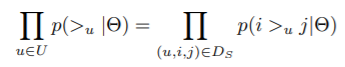 ∏_{u∈U} p(>_u |Θ) = ∏_{(u,i,j)∈D_S} p(i >_u j|Θ)